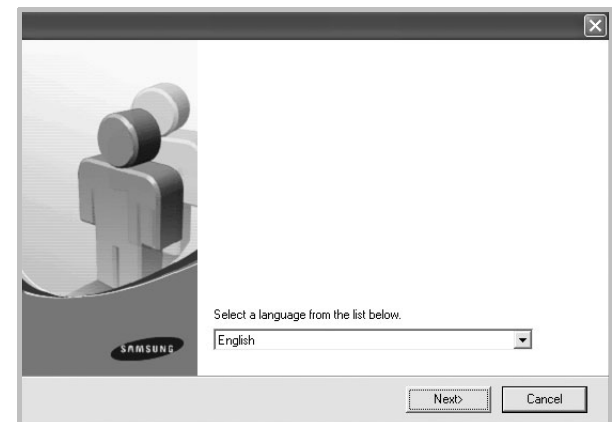 Select a language from the list below.
English
SAMSUNG
Next>
Cancel